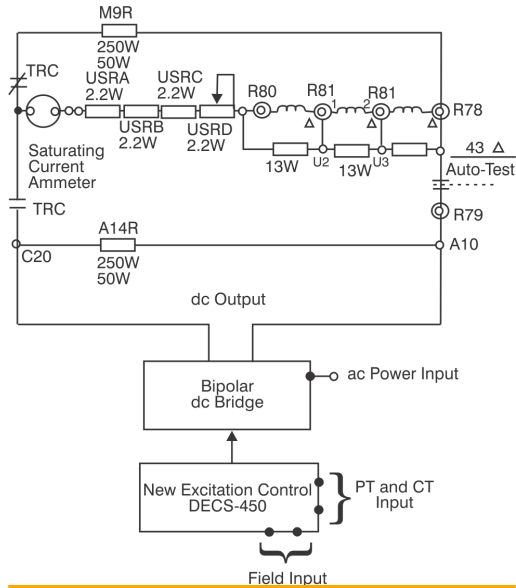 M9R
250W
50W
TRC
USRA
2.2W
USRC
2.2W
R80
R81
1
2
R81
R78
USRB
2.2W
USRD
2.2W
Δ
Δ
Δ
13W
U2
13W
U3
43 Δ
Auto-Test
Saturating
Current
Ammeter
TRC
R79
C20
A14R
250W
50W
A10
dc Output
Bipolar
dc Bridge
ac Power Input
New Excitation Control
DECS-450
PT and CT
Input
Field Input